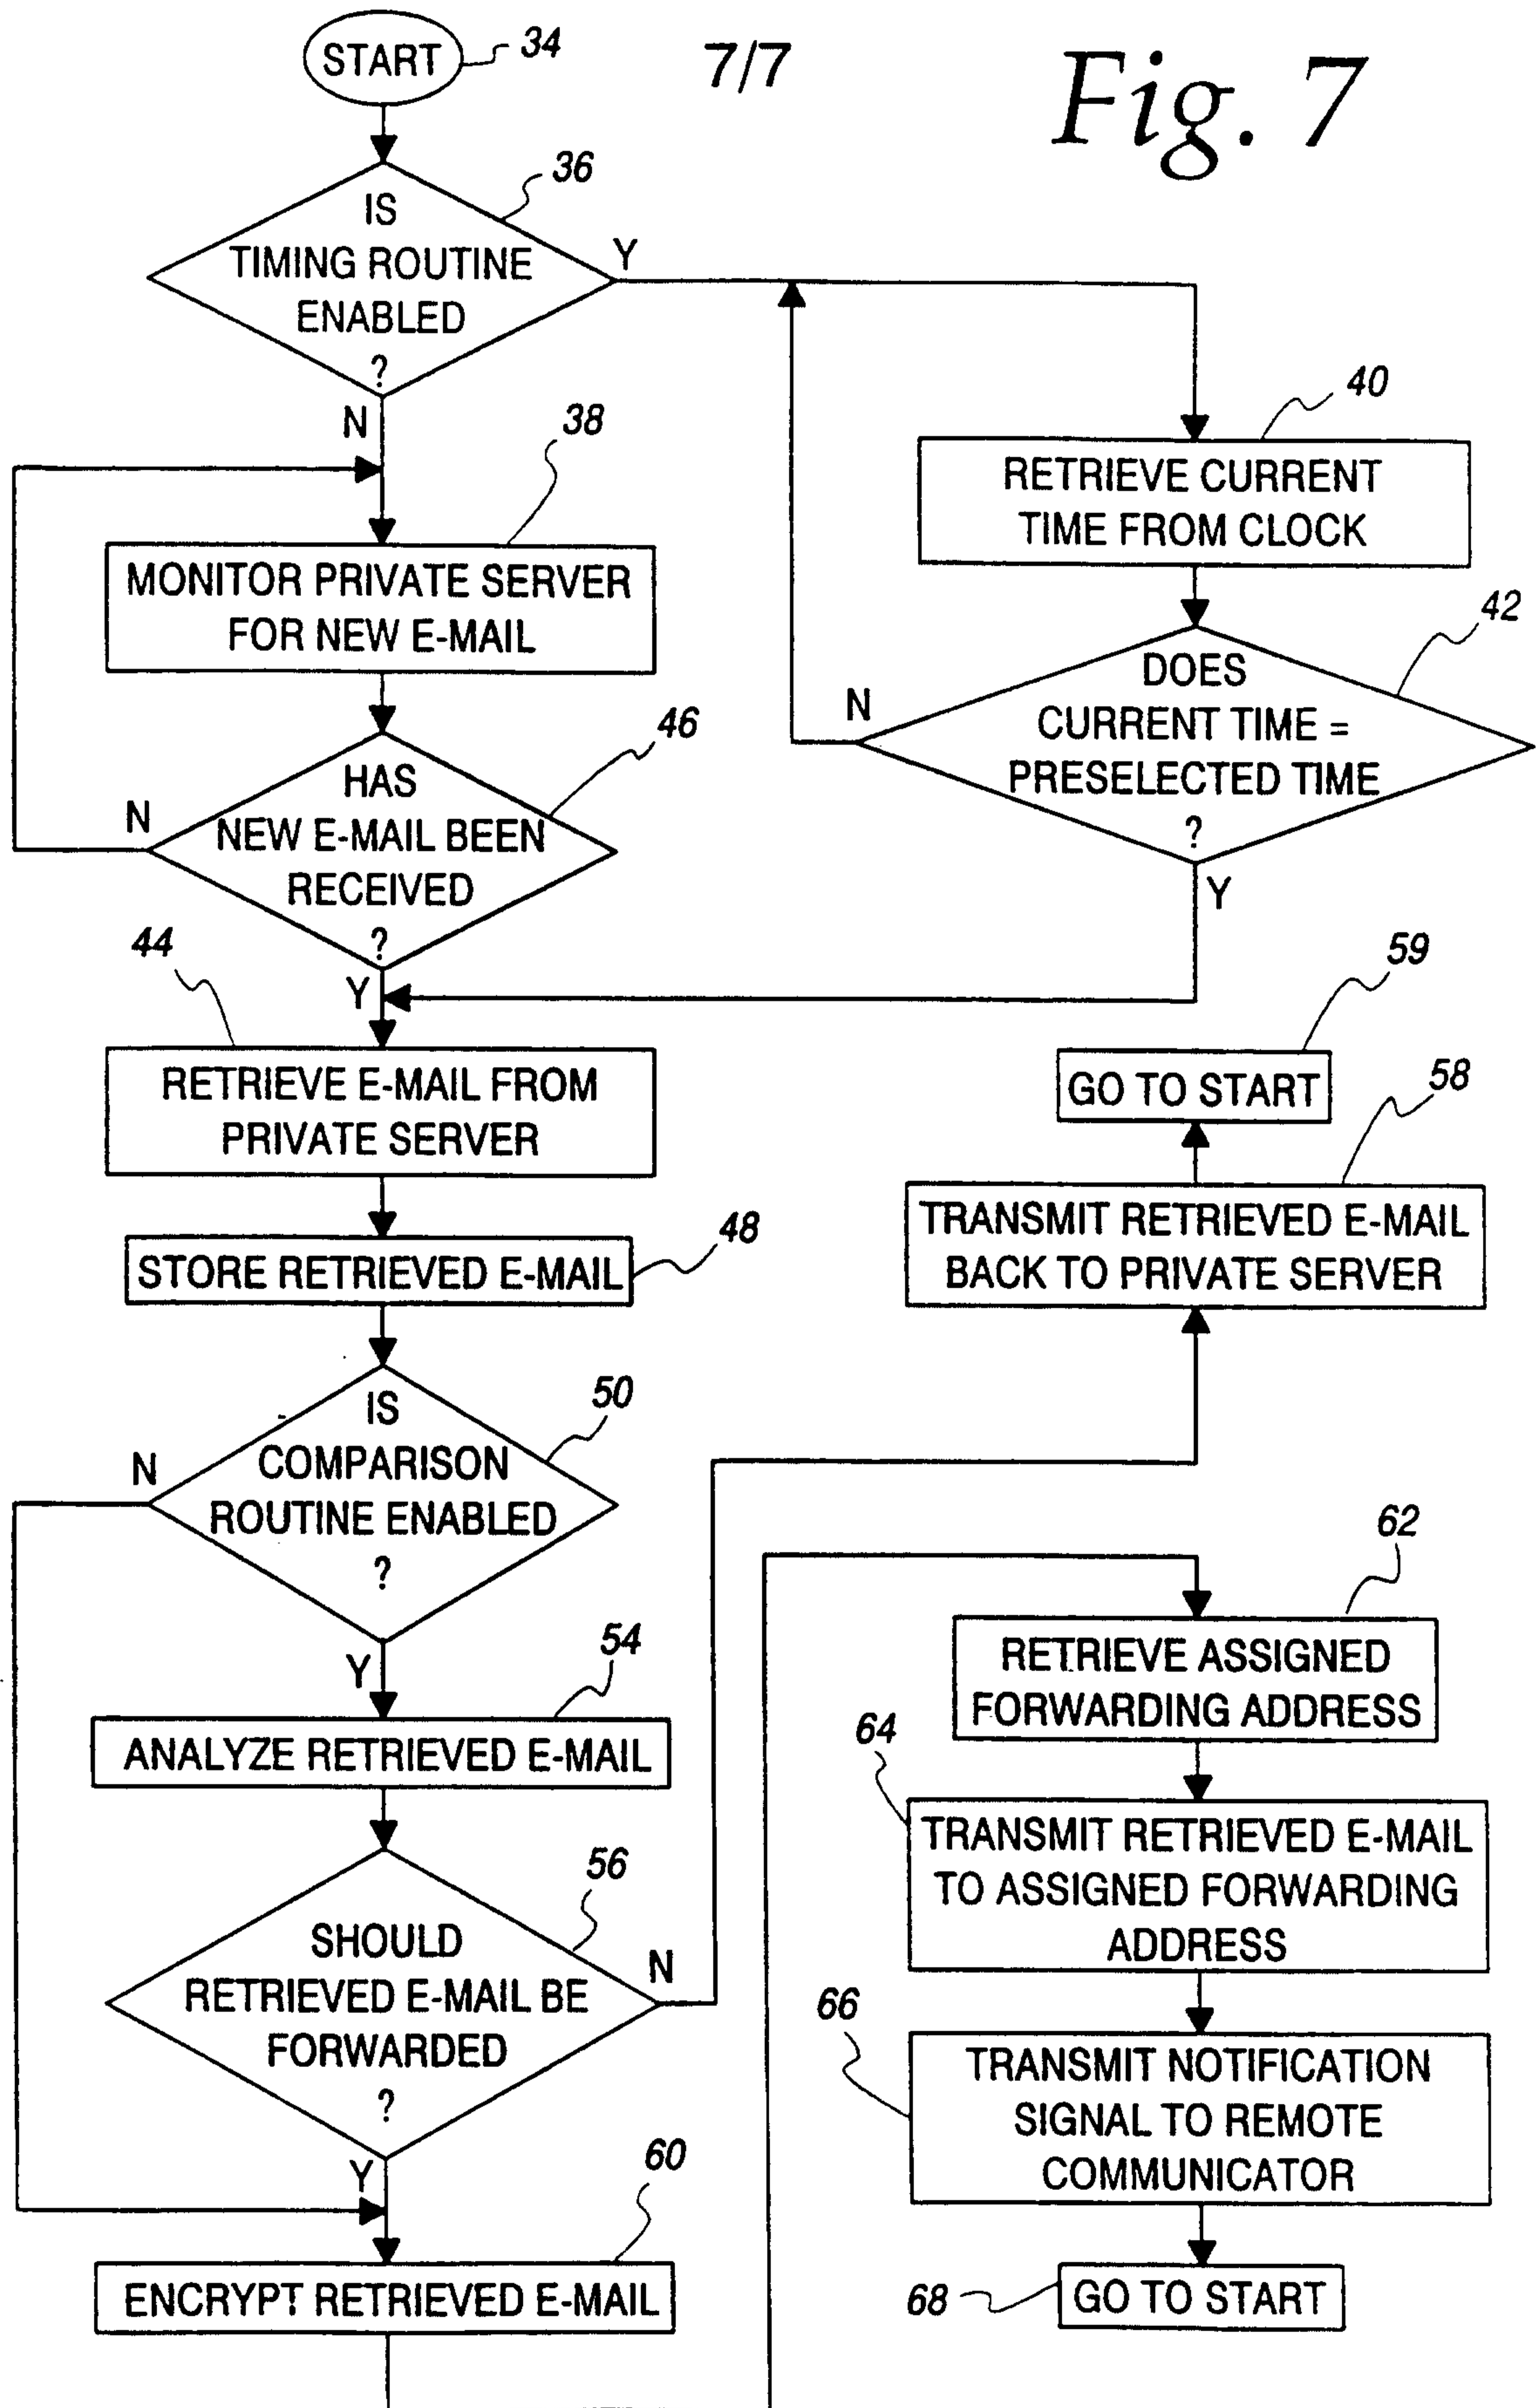 START
34
7/7
Fig. 7
36
IS
TIMING ROUTINE
ENABLED
?
Y
N
38
MONITOR PRIVATE SERVER
FOR NEW E-MAIL
40
RETRIEVE CURRENT
TIME FROM CLOCK
42
DOES
CURRENT TIME =
PRESELECTED TIME
?
N
Y
46
HAS
NEW E-MAIL BEEN
RECEIVED
?
N
Y
44
RETRIEVE E-MAIL FROM
PRIVATE SERVER
59
GO TO START
58
TRANSMIT RETRIEVED E-MAIL
BACK TO PRIVATE SERVER
48
STORE RETRIEVED E-MAIL
50
IS
COMPARISON
ROUTINE ENABLED
?
N
Y
54
ANALYZE RETRIEVED E-MAIL
56
SHOULD
RETRIEVED E-MAIL BE
FORWARDED
?
N
Y
60
ENCRYPT RETRIEVED E-MAIL
62
RETRIEVE ASSIGNED
FORWARDING ADDRESS
64
TRANSMIT RETRIEVED E-MAIL
TO ASSIGNED FORWARDING
ADDRESS
66
TRANSMIT NOTIFICATION
SIGNAL TO REMOTE
COMMUNICATOR
68
GO TO START